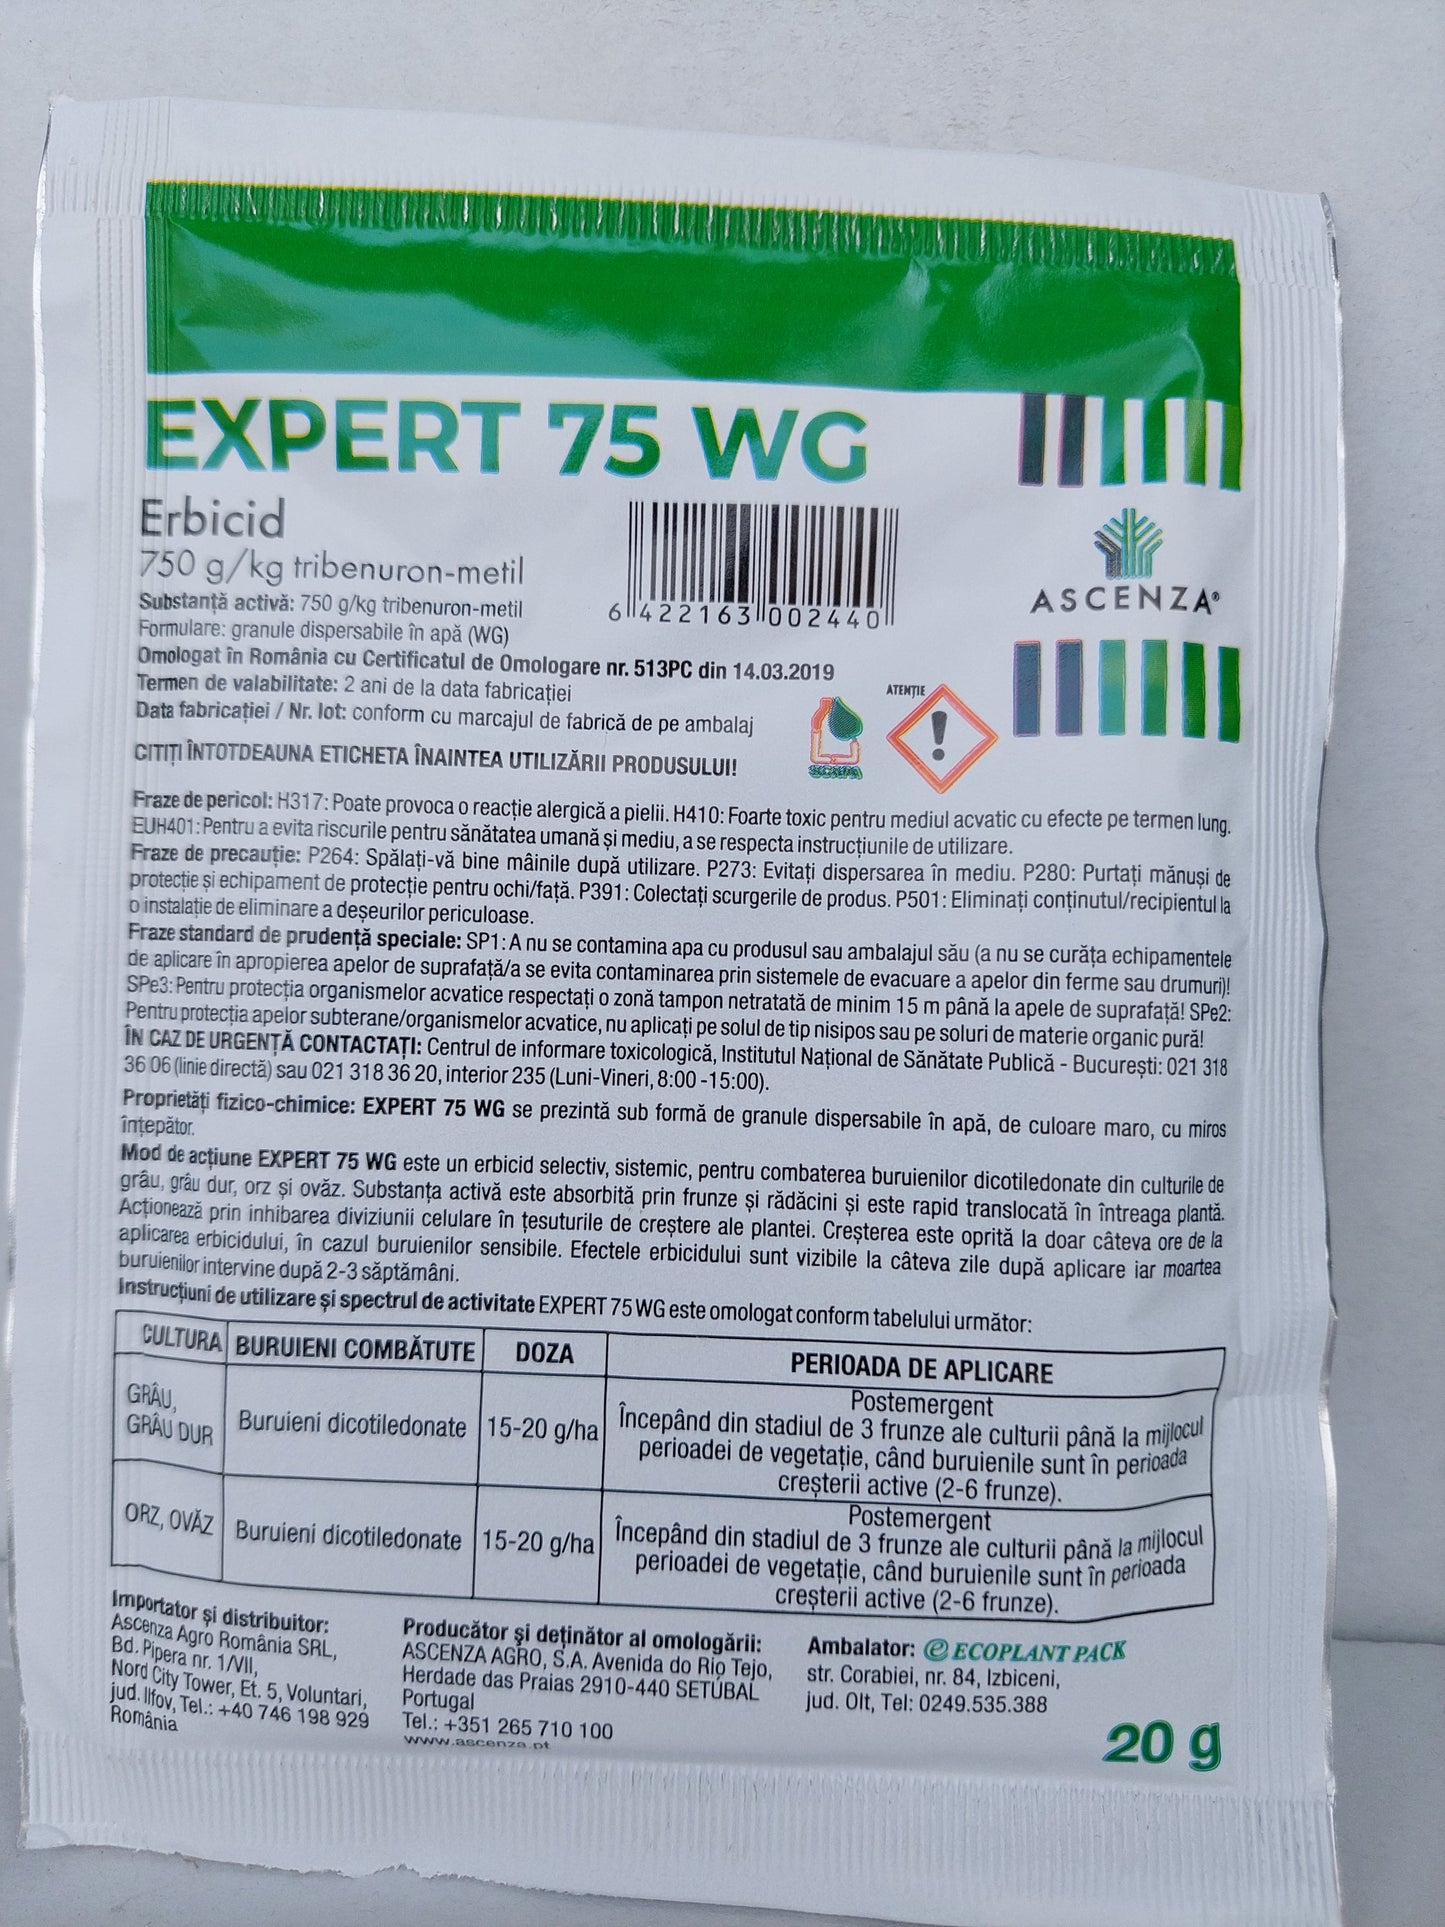 EXPERT 75 WG
Erbicid
750 g/kg tribenuron-metil
Substanță activă: 750 g/kg tribenuron-metil
Formulare: granule dispersabile în apă (WG)
6 422163 002440
ASCENZA®
Omologat în România cu Certificatul de Omologare nr. 513PC din 14.03.2019
Termen de valabilitate: 2 ani de la data fabricației
Data fabricației / Nr. lot: conform cu marcajul de fabrică de pe ambalaj
ATENȚIE
SCAPA
CITIȚI ÎNTOTDEAUNA ETICHETA ÎNAINTEA UTILIZĂRII PRODUSULUI!
Fraze de pericol: H317: Poate provoca o reacție alergică a pielii. H410: Foarte toxic pentru mediul acvatic cu efecte pe termen lung.
EUH401: Pentru a evita riscurile pentru sănătatea umană și mediu, a se respecta instrucțiunile de utilizare.
Fraze de precauție: P264: Spălați-vă bine mâinile după utilizare. P273: Evitați dispersarea în mediu. P280: Purtați mănuși de
protecție și echipament de protecție pentru ochi/față. P391: Colectați scurgerile de produs. P501: Eliminați conținutul/recipientul la
o instalație de eliminare a deșeurilor periculoase.
Fraze standard de prudență speciale: SP1: A nu se contamina apa cu produsul sau ambalajul său (a nu se curăța echipamentele
de aplicare în apropierea apelor de suprafață/a se evita contaminarea prin sistemele de evacuare a apelor din ferme sau drumuri)!
SPe3: Pentru protecția organismelor acvatice respectați o zonă tampon netratată de minim 15 m până la apele de suprafață! SPe2:
Pentru protecția apelor subterane/organismelor acvatice, nu aplicați pe solul de tip nisipos sau pe soluri de materie organic pură!
ÎN CAZ DE URGENȚĂ CONTACTAȚI: Centrul de informare toxicologică, Institutul Național de Sănătate Publică - București: 021 318
36 06 (linie directă) sau 021 318 36 20, interior 235 (Luni-Vineri, 8:00 -15:00).
Proprietăți fizico-chimice: EXPERT 75 WG se prezintă sub formă de granule dispersabile în apă, de culoare maro, cu miros
înțepător.
Mod de acțiune EXPERT 75 WG este un erbicid selectiv, sistemic, pentru combaterea buruienilor dicotiledonate din culturile de
grâu, grâu dur, orz și ovăz. Substanța activă este absorbită prin frunze și rădăcini și este rapid translocată în întreaga plantă.
Acționează prin inhibarea diviziunii celulare în țesuturile de creștere ale plantei. Creșterea este oprită la doar câteva ore de la
aplicarea erbicidului, în cazul buruienilor sensibile. Efectele erbicidului sunt vizibile la câteva zile după aplicare iar moartea
buruienilor intervine după 2-3 săptămâni.
Instrucțiuni de utilizare și spectrul de activitate EXPERT 75 WG este omologat conform tabelului următor:
CULTURA BURUIENI COMBĂTUTE DOZA PERIOADA DE APLICARE
GRÂU,
GRÂU DUR
Buruieni dicotiledonate 15-20 g/ha
Postemergent
Începând din stadiul de 3 frunze ale culturii până la mijlocul
perioadei de vegetație, când buruienile sunt în perioada
creșterii active (2-6 frunze).
ORZ, OVĂZ Buruieni dicotiledonate 15-20 g/ha
Postemergent
Începând din stadiul de 3 frunze ale culturii până la mijlocul
perioadei de vegetație, când buruienile sunt în perioada
creșterii active (2-6 frunze).
Importator și distribuitor:
Ascenza Agro România SRL,
Bd. Pipera nr. 1/VII,
Nord City Tower, Et. 5, Voluntari,
jud. Ilfov, Tel.: +40 746 198 929
România
Producător și deținător al omologării:
ASCENZA AGRO, S.A. Avenida do Rio Tejo,
Herdade das Praias 2910-440 SETÚBAL
Portugal
Tel.: +351 265 710 100
www.ascenza.pt
Ambalator: e ECOPLANT PACK
str. Corabiei, nr. 84, Izbiceni,
jud. Olt, Tel: 0249.535.388
20 g